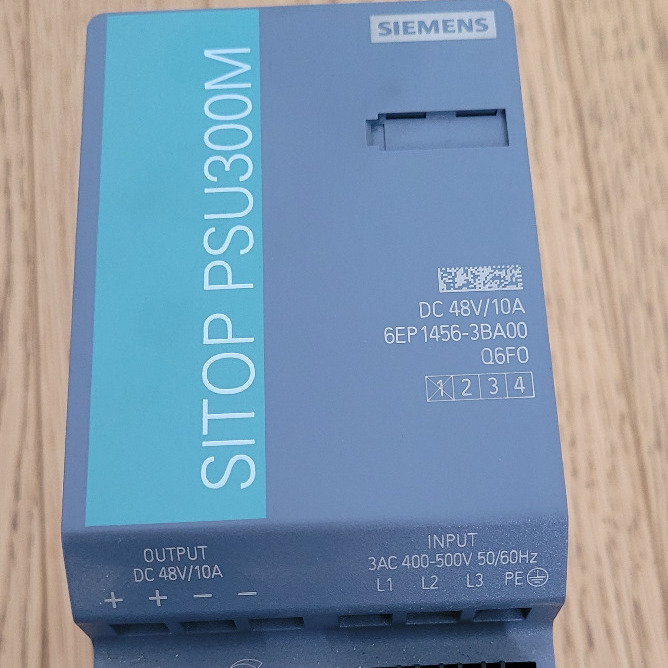 SIEMENS
SITOP PSU300M
DC 48V/10A
6EP1456-3BA00
Q6F0
1 2 3 4
OUTPUT
DC 48V/10A
+ + − −
INPUT
3AC 400-500V 50/60Hz
L1 L2 L3 PE